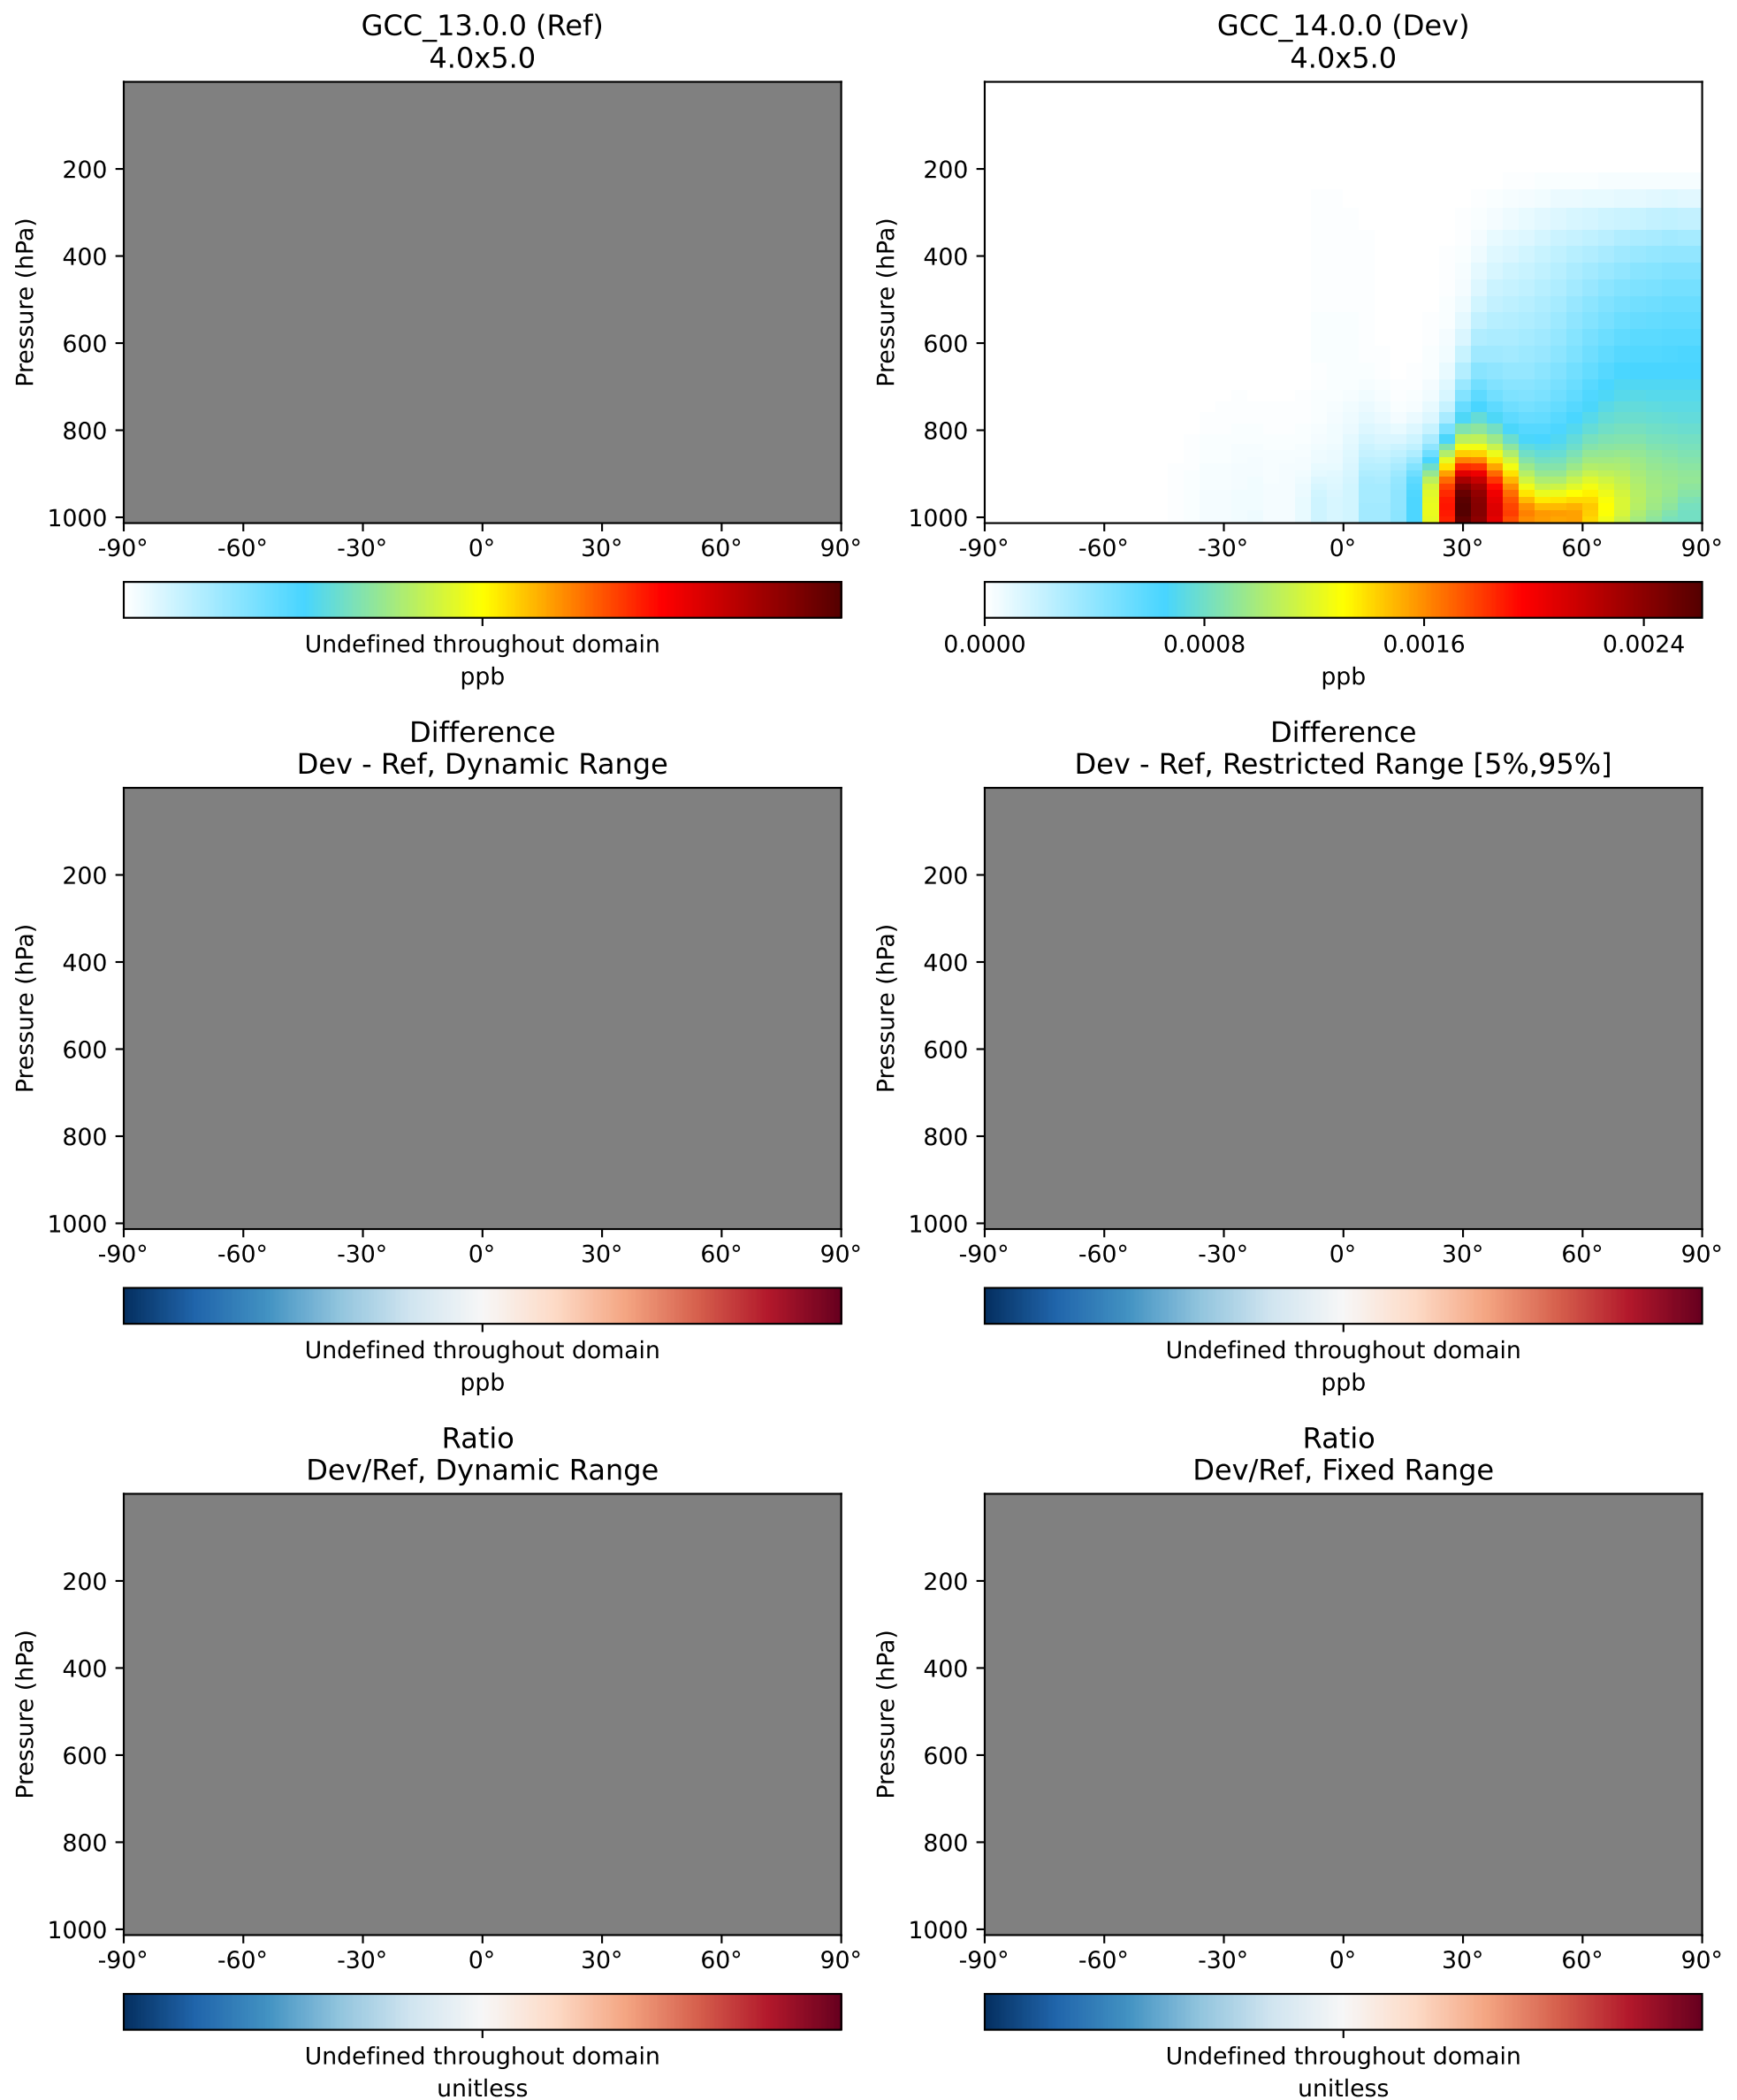 GCC_13.0.0 (Ref)
4.0x5.0
Pressure (hPa)
200
400
600
800
1000
-90° -60° -30° 0° 30° 60° 90°
Undefined throughout domain
ppb
GCC_14.0.0 (Dev)
4.0x5.0
Pressure (hPa)
200
400
600
800
1000
-90° -60° -30° 0° 30° 60° 90°
0.0000 0.0008 0.0016 0.0024
ppb
Difference
Dev - Ref, Dynamic Range
Pressure (hPa)
200
400
600
800
1000
-90° -60° -30° 0° 30° 60° 90°
Undefined throughout domain
ppb
Difference
Dev - Ref, Restricted Range [5%,95%]
Pressure (hPa)
200
400
600
800
1000
-90° -60° -30° 0° 30° 60° 90°
Undefined throughout domain
ppb
Ratio
Dev/Ref, Dynamic Range
Pressure (hPa)
200
400
600
800
1000
-90° -60° -30° 0° 30° 60° 90°
Undefined throughout domain
unitless
Ratio
Dev/Ref, Fixed Range
Pressure (hPa)
200
400
600
800
1000
-90° -60° -30° 0° 30° 60° 90°
Undefined throughout domain
unitless